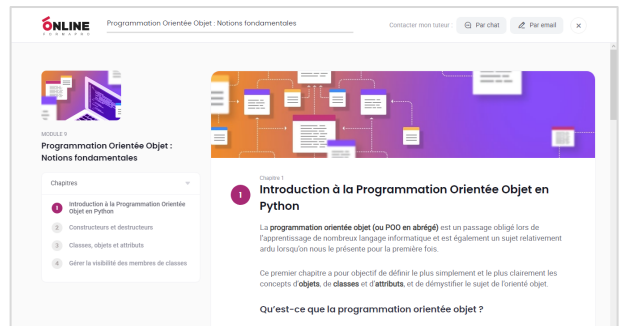 ONLINE
FORMAPRO
Programmation Orientée Objet : Notions fondamentales
Contacter mon tuteur :
Par chat
Par email
MODULE 9
Programmation Orientée Objet :
Notions fondamentales
Chapitres
1 Introduction à la Programmation Orientée
Objet en Python
2 Constructeurs et destructeurs
3 Classes, objets et attributs
4 Gérer la visibilité des membres de classes
Chapitre 1
1 Introduction à la Programmation Orientée Objet en
Python
La programmation orientée objet (ou POO en abrégé) est un passage obligé lors de
l'apprentissage de nombreux langage informatique et est également un sujet relativement
ardu lorsqu'on nous le présente pour la première fois.
Ce premier chapitre a pour objectif de définir le plus simplement et le plus clairement les
concepts d'objets, de classes et d'attributs, et de démystifier le sujet de l'orienté objet.
Qu'est-ce que la programmation orientée objet ?